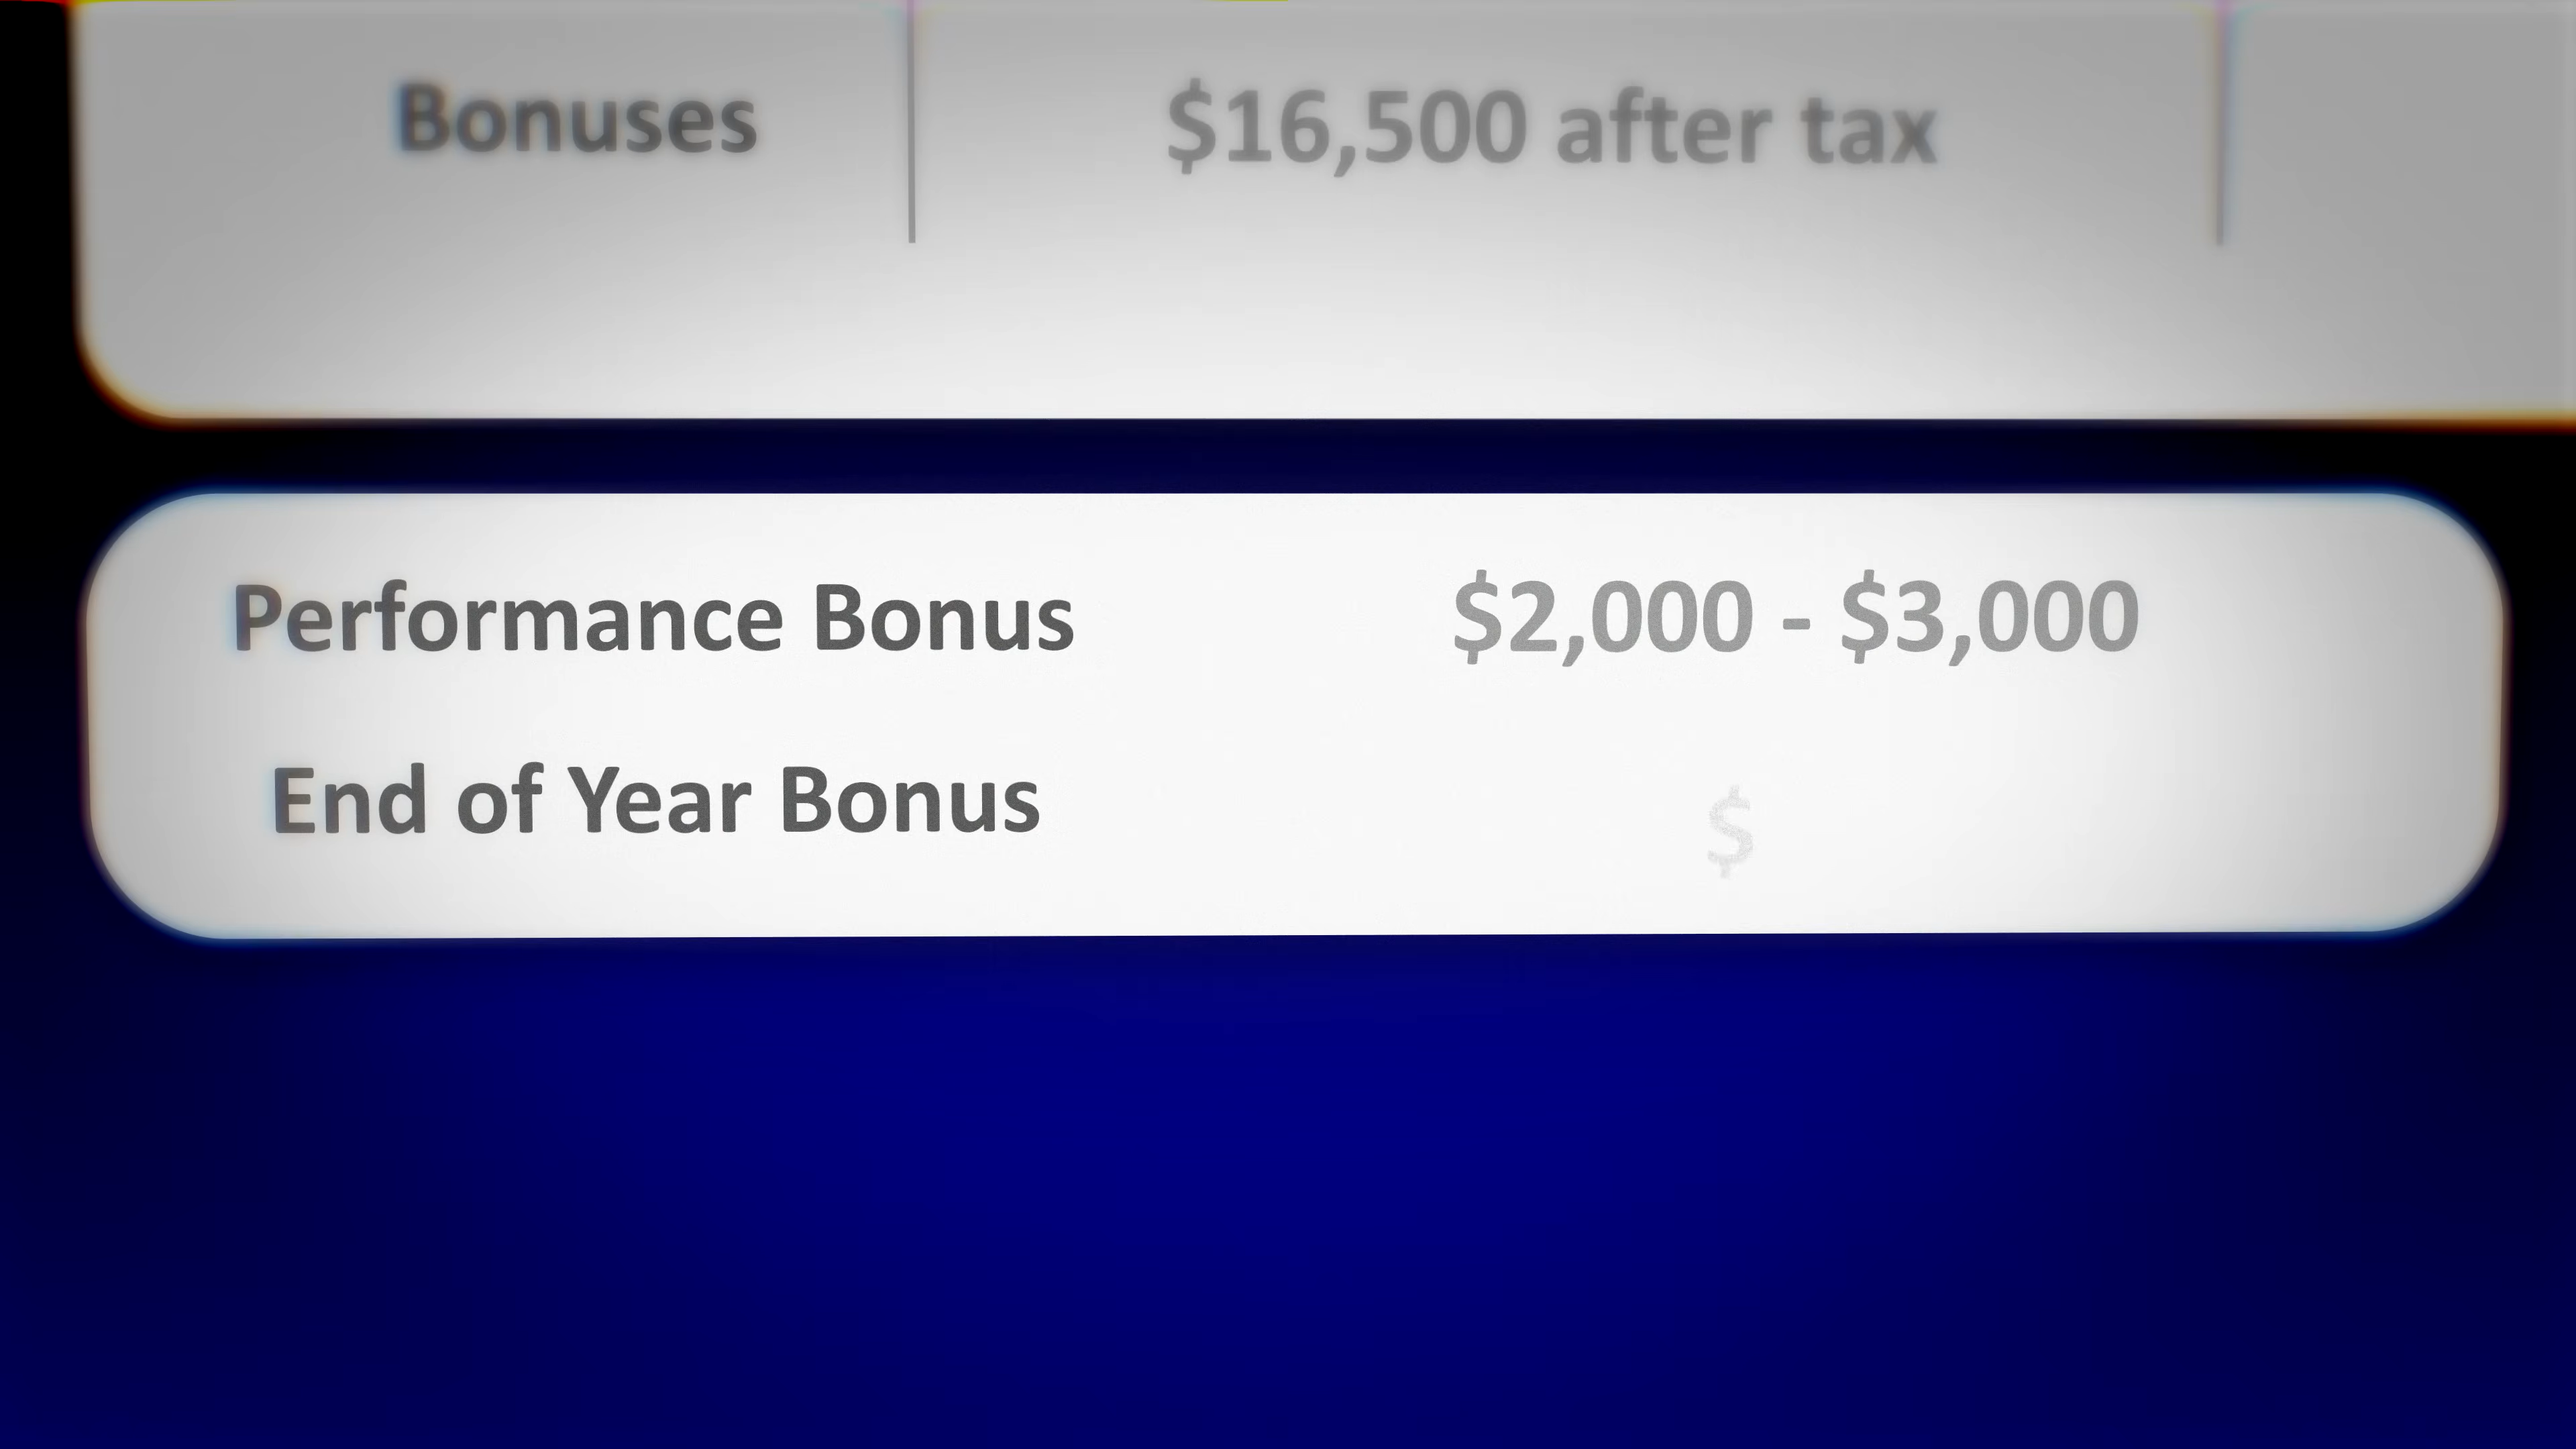 Bonuses $16,500 after tax
Performance Bonus $2,000 - $3,000
End of Year Bonus $